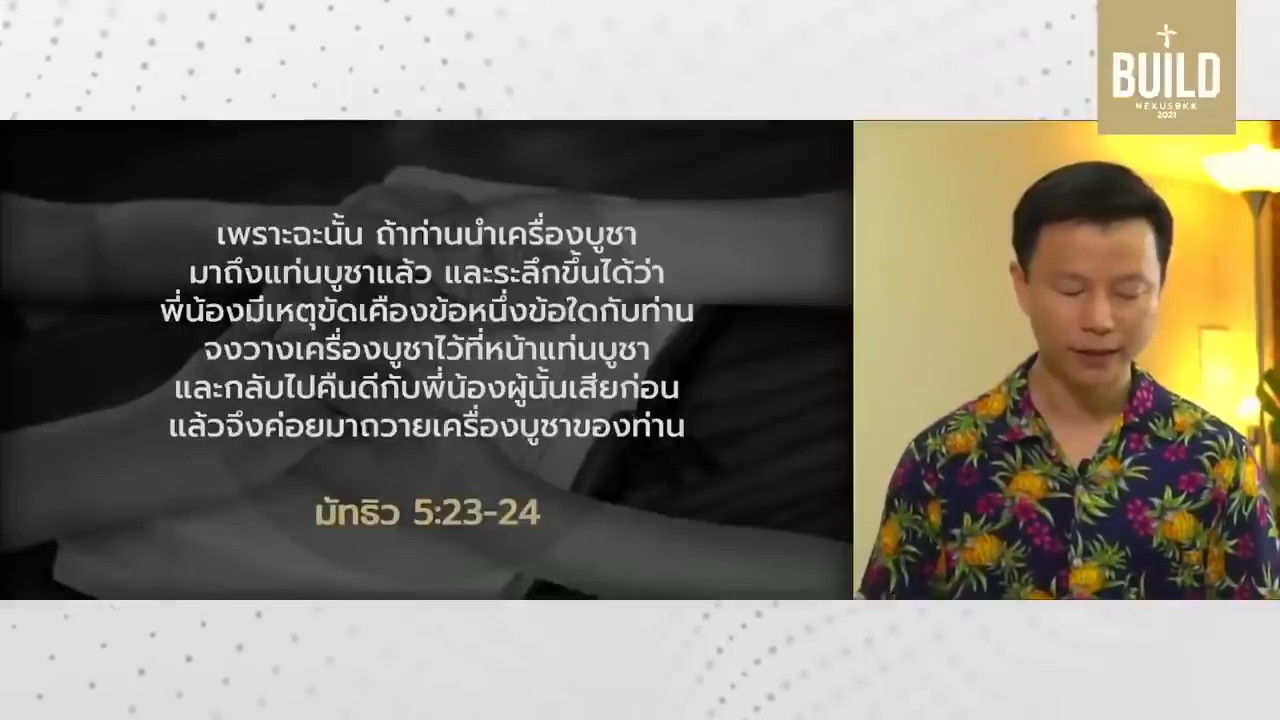 BUILD
NEXUSBKK
2021
เพราะฉะนั้น ถ้าท่านนำเครื่องบูชา
มาถึงแท่นบูชาแล้ว และระลึกขึ้นได้ว่า
พี่น้องมีเหตุขัดเคืองข้อหนึ่งข้อใดกับท่าน
จงวางเครื่องบูชาไว้ที่หน้าแท่นบูชา
และกลับไปคืนดีกับพี่น้องผู้นั้นเสียก่อน
แล้วจึงค่อยมาถวายเครื่องบูชาของท่าน
มัทธิว 5:23-24